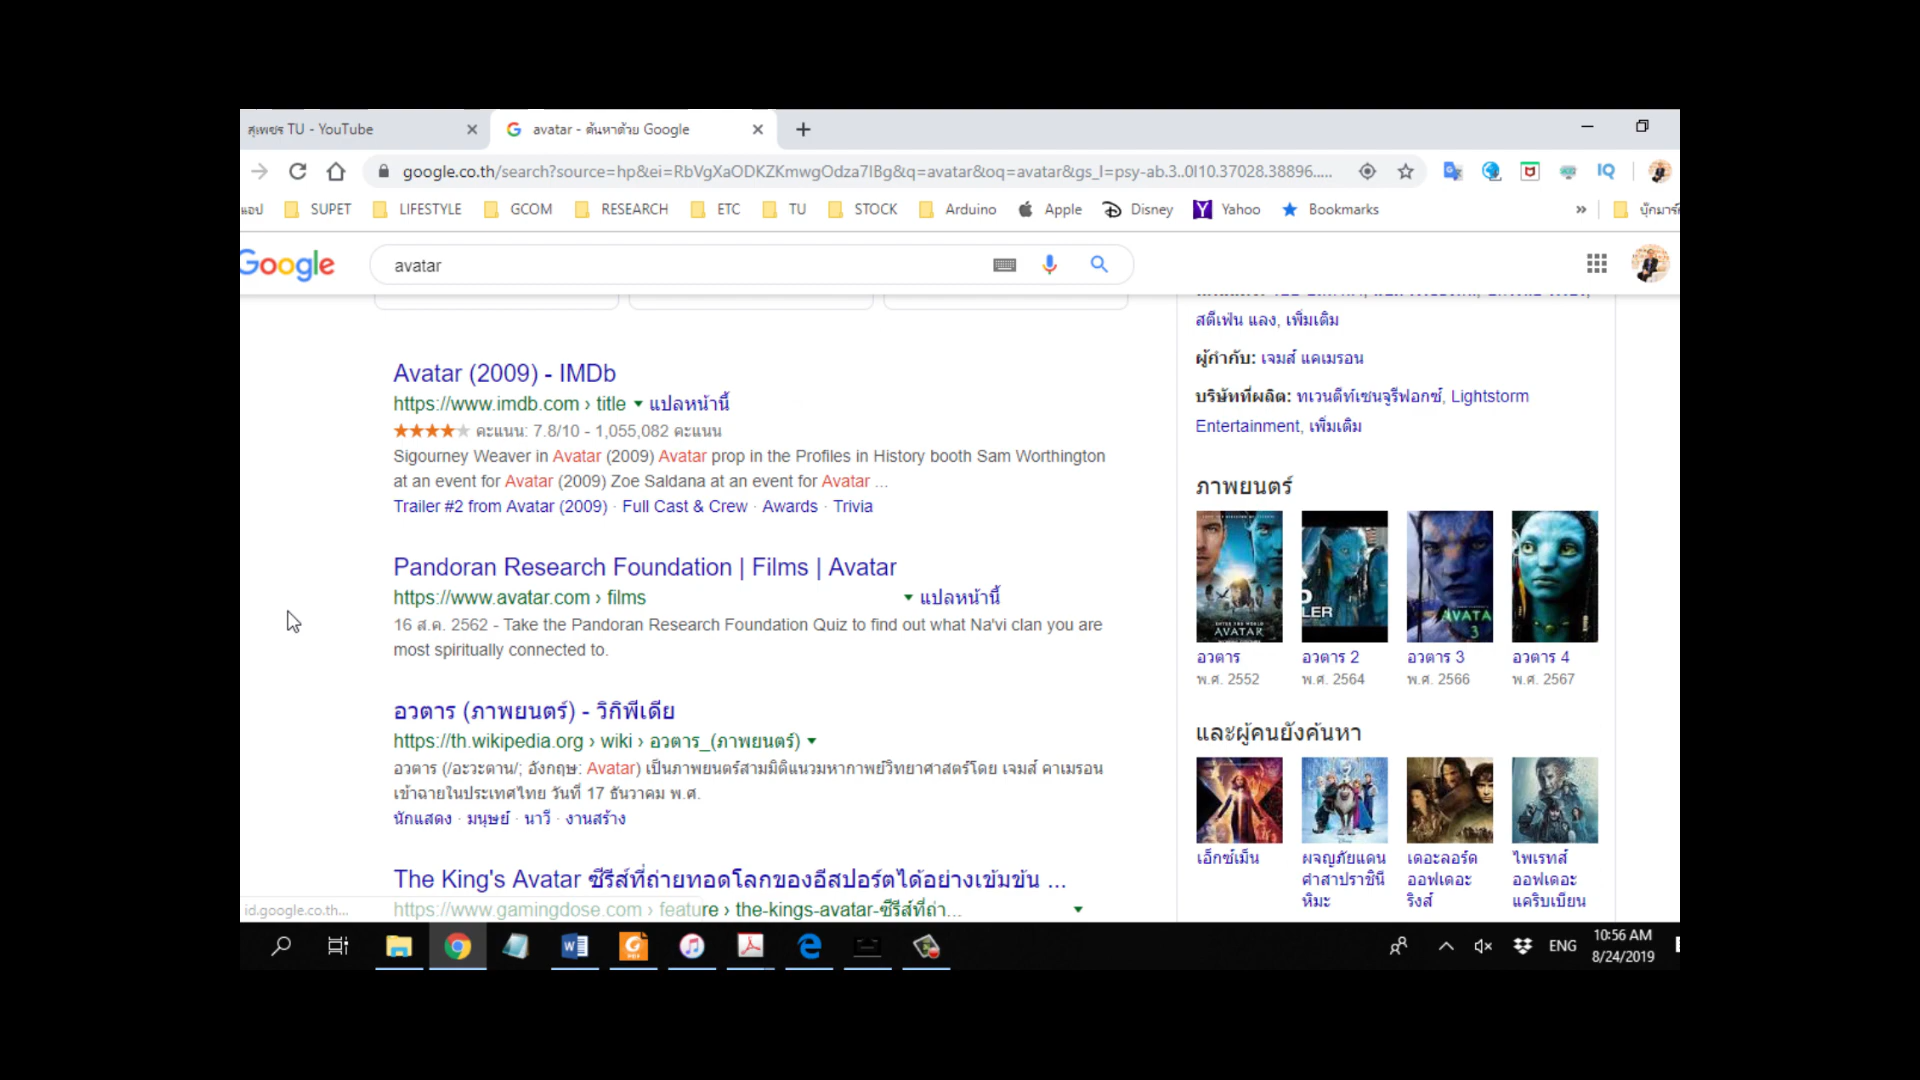 สุเพชร TU - YouTube
avatar - ค้นหาด้วย Google
google.co.th/search?source=hp&ei=RbVgXaODKZKmwgOdza7IBg&q=avatar&oq=avatar&gs_l=psy-ab.3..0l10.37028.38896.....
แอป SUPET LIFESTYLE GCOM RESEARCH ETC TU STOCK Arduino Apple Disney Yahoo Bookmarks » บุ๊กมาร์ก
Google
avatar
Avatar (2009) - IMDb
https://www.imdb.com › title ▼ แปลหน้านี้
คะแนน: 7.8/10 - 1,055,082 คะแนน
Sigourney Weaver in Avatar (2009) Avatar prop in the Profiles in History booth Sam Worthington
at an event for Avatar (2009) Zoe Saldana at an event for Avatar ...
Trailer #2 from Avatar (2009) · Full Cast & Crew · Awards · Trivia
Pandoran Research Foundation | Films | Avatar
https://www.avatar.com › films ▼ แปลหน้านี้
16 ส.ค. 2562 - Take the Pandoran Research Foundation Quiz to find out what Na'vi clan you are
most spiritually connected to.
อวตาร (ภาพยนตร์) - วิกิพีเดีย
https://th.wikipedia.org › wiki › อวตาร_(ภาพยนตร์) ▼
อวตาร (/อะวะตาน/; อังกฤษ: Avatar) เป็นภาพยนตร์สามมิติแนวมหากาพย์วิทยาศาสตร์โดย เจมส์ คาเมรอน
เข้าฉายในประเทศไทย วันที่ 17 ธันวาคม พ.ศ.
นักแสดง · มนุษย์ · นาวี · งานสร้าง
The King's Avatar ซีรีส์ที่ถ่ายทอดโลกของอีสปอร์ตได้อย่างเข้มข้น ...
https://www.gamingdose.com › feature › the-kings-avatar-ซีรีส์ที่ถ่า... ▼
id.google.co.th...
สตีเฟ่น แลง, เพิ่มเติม
ผู้กำกับ: เจมส์ แคเมรอน
บริษัทที่ผลิต: ทเวนตีท์เซนจูรีฟอกซ์, Lightstorm
Entertainment, เพิ่มเติม
ภาพยนตร์
AVATAR
LER
AVATA
3
อวตาร อวตาร 2 อวตาร 3 อวตาร 4
พ.ศ. 2552 พ.ศ. 2564 พ.ศ. 2566 พ.ศ. 2567
และผู้คนยังค้นหา
เอ็กซ์เม็น
ผจญภัยแดน
คำสาปราชินี
หิมะ
เดอะลอร์ด
ออฟเดอะ
ริงส์
ไพเรทส์
ออฟเดอะ
แคริบเบียน
ENG
10:56 AM
8/24/2019